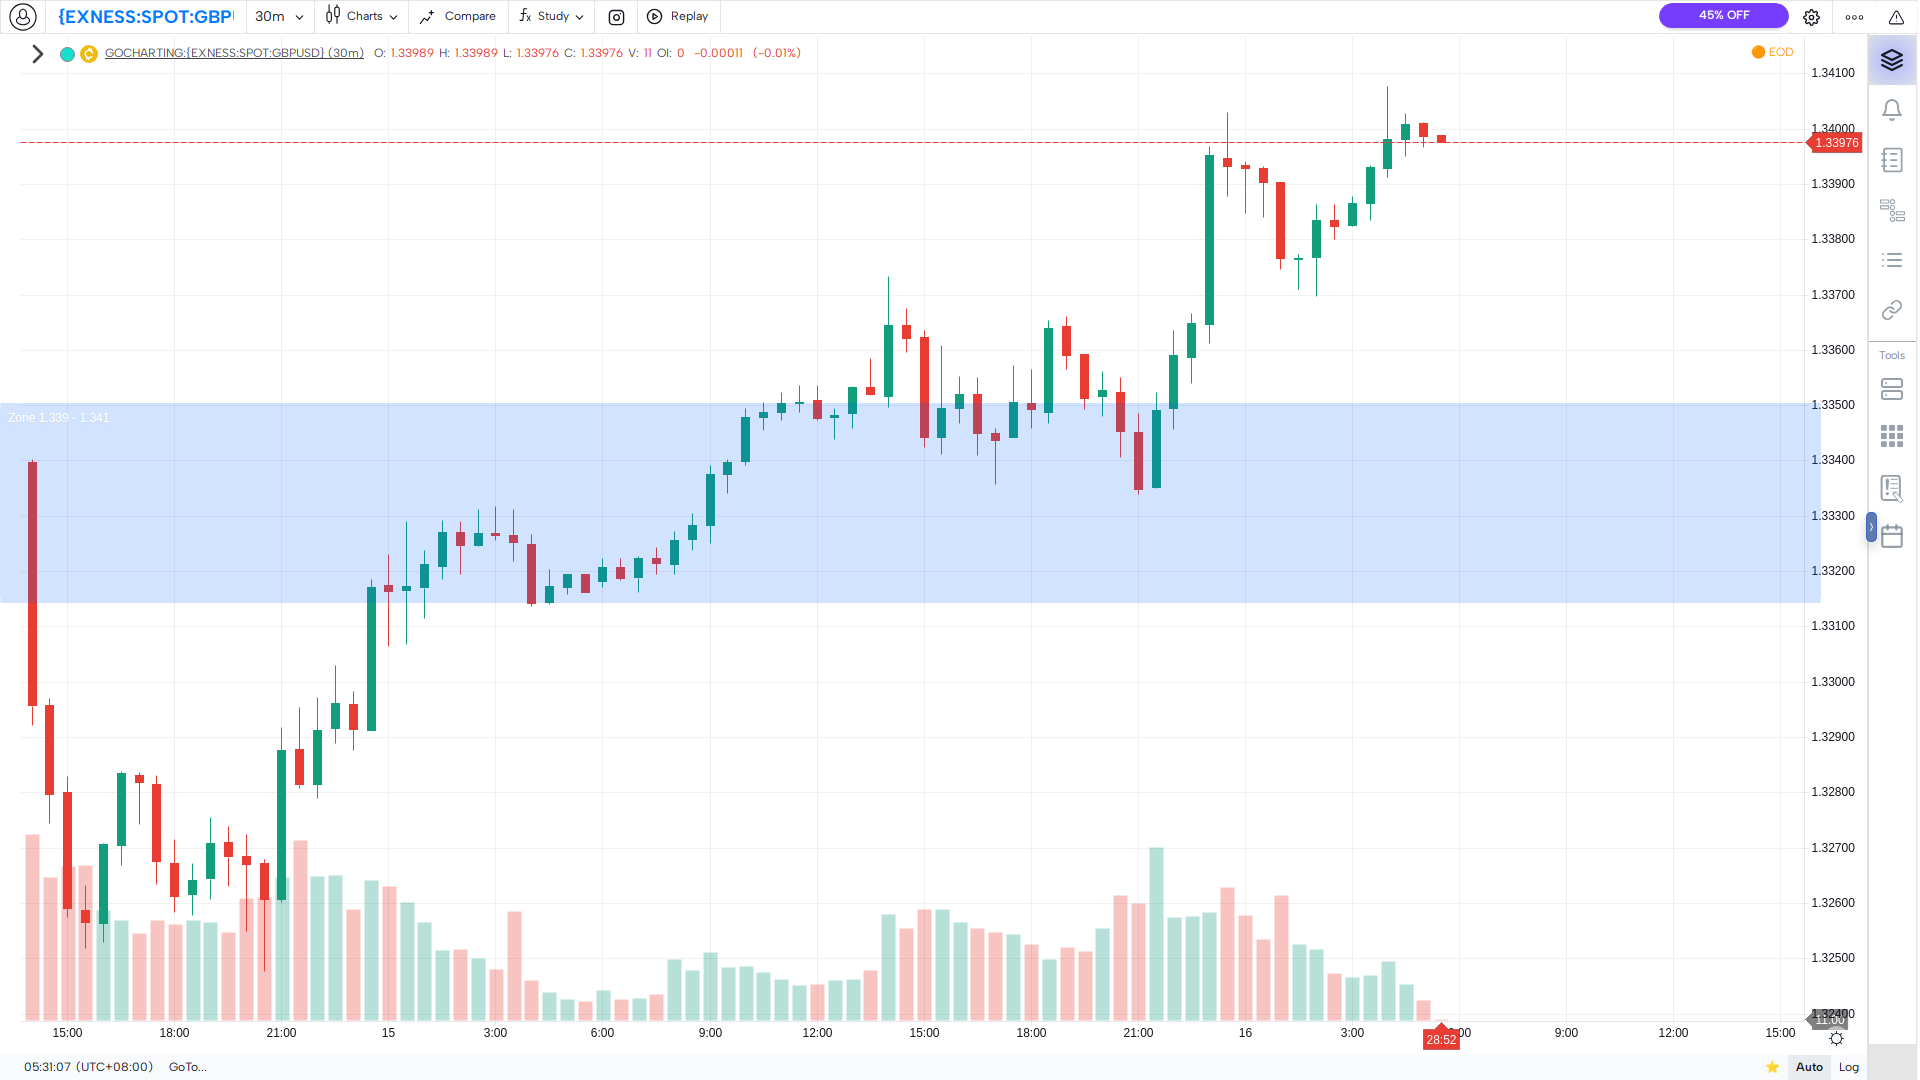 {EXNESS:SPOT:GBP
30m
Charts
Compare
Study
Replay
45% OFF
GOCHARTING:{EXNESS:SPOT:GBPUSD} (30m) O: 1.33989 H: 1.33989 L: 1.33976 C: 1.33976 V: 11 OI: 0 -0.00011 (-0.01%)
EOD
1.34100
1.34000
1.33976
1.33900
1.33800
1.33700
1.33600
1.33500
1.33400
1.33300
1.33200
1.33100
1.33000
1.32900
1.32800
1.32700
1.32600
1.32500
1.32400
11.00
Zone 1.339 - 1.341
Tools
15:00
18:00
21:00
15
3:00
6:00
9:00
12:00
15:00
18:00
21:00
16
3:00
28:52
9:00
12:00
15:00
05:31:07 (UTC+08:00)
GoTo...
Auto
Log